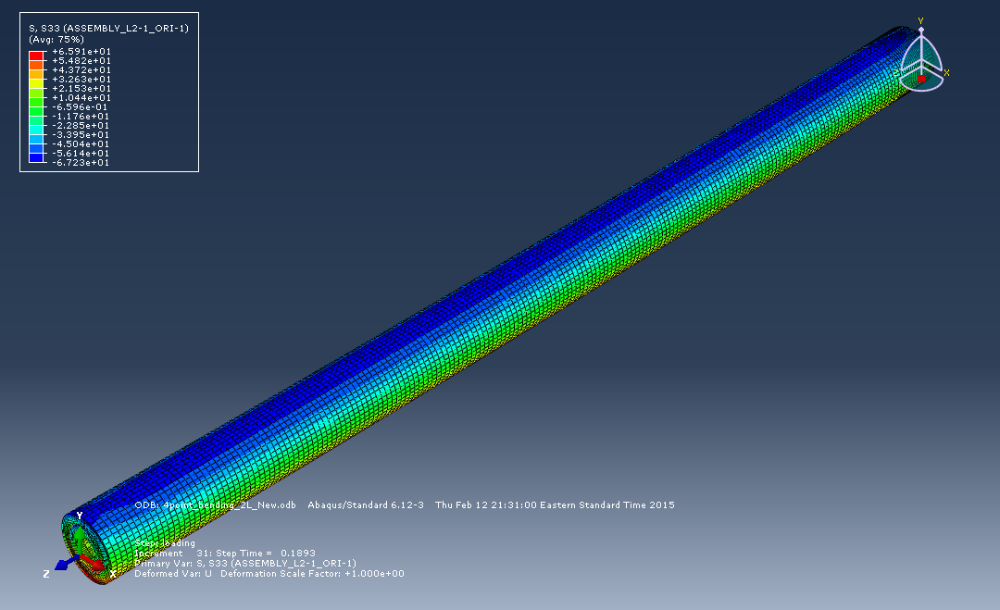 S, S33 (ASSEMBLY_L2-1_ORI-1)
(Avg: 75%)
+6.591e+01
+5.482e+01
+4.372e+01
+3.263e+01
+2.153e+01
+1.044e+01
-6.596e-01
-1.176e+01
-2.285e+01
-3.395e+01
-4.504e+01
-5.614e+01
-6.723e+01
Y
X
ODB: 4point_bending_2L_New.odb Abaqus/Standard 6.12-3 Thu Feb 12 21:31:00 Eastern Standard Time 2015
Y
Step: loading
Increment 31: Step Time = 0.1893
Primary Var: S, S33 (ASSEMBLY_L2-1_ORI-1)
Z X Deformed Var: U Deformation Scale Factor: +1.000e+00